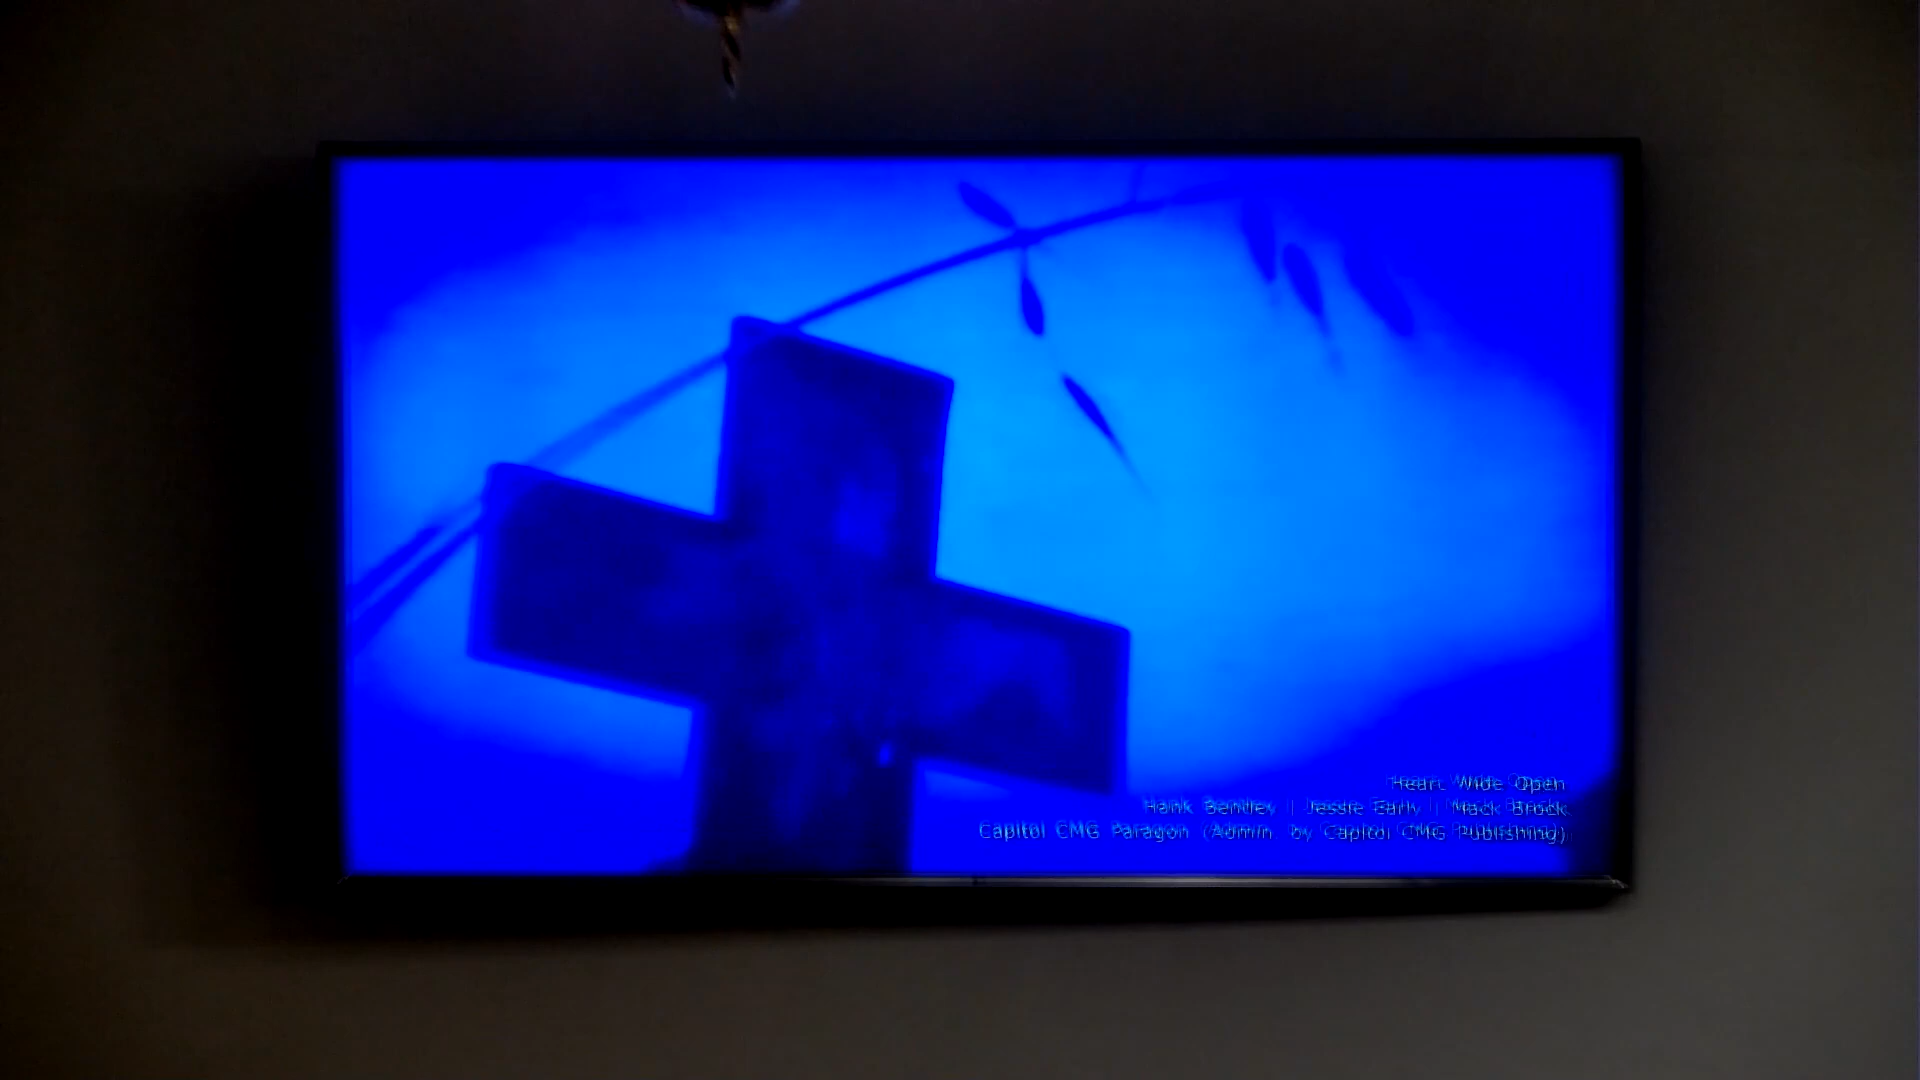 Heart Wide Open
Hank Bentley | Jessie Early | Mack Brock
Capitol CMG Paragon (Admin. by Capitol CMG Publishing)